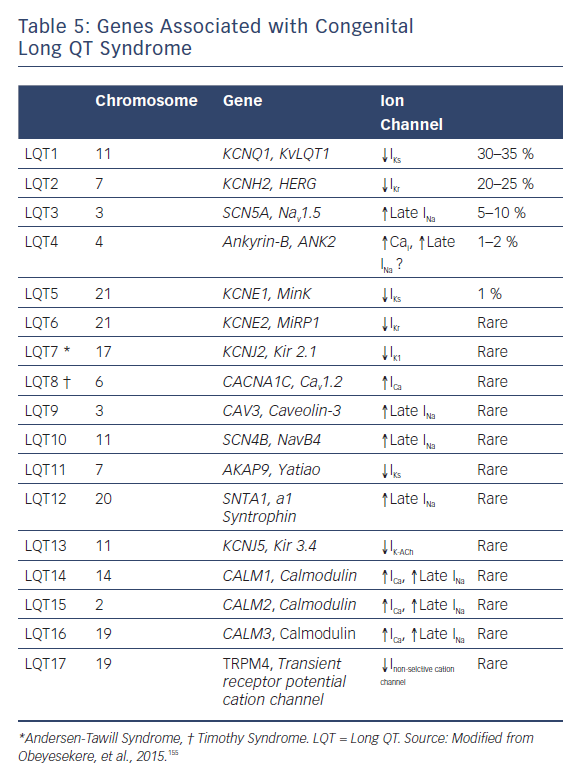 Table 5: Genes Associated with Congenital
Long QT Syndrome
Chromosome Gene Ion
Channel
LQT1 11 KCNQ1, KvLQT1 ↓IKs 30–35 %
LQT2 7 KCNH2, HERG ↓IKr 20–25 %
LQT3 3 SCN5A, Nav1.5 ↑Late INa 5–10 %
LQT4 4 Ankyrin-B, ANK2 ↑Cai, ↑Late 1–2 %
INa ?
LQT5 21 KCNE1, MinK ↓IKs 1 %
LQT6 21 KCNE2, MiRP1 ↓IKr Rare
LQT7 * 17 KCNJ2, Kir 2.1 ↓IK1 Rare
LQT8 † 6 CACNA1C, Cav1.2 ↑ICa Rare
LQT9 3 CAV3, Caveolin-3 ↑Late INa Rare
LQT10 11 SCN4B, NavB4 ↑Late INa Rare
LQT11 7 AKAP9, Yatiao ↓IKs Rare
LQT12 20 SNTA1, a1 ↑Late INa Rare
Syntrophin
LQT13 11 KCNJ5, Kir 3.4 ↓IK-ACh Rare
LQT14 14 CALM1, Calmodulin ↑ICa, ↑Late INa Rare
LQT15 2 CALM2, Calmodulin ↑ICa, ↑Late INa Rare
LQT16 19 CALM3, Calmodulin ↑ICa, ↑Late INa Rare
LQT17 19 TRPM4, Transient ↓Inon-selctive cation Rare
receptor potential channel
cation channel
*Andersen-Tawill Syndrome, † Timothy Syndrome. LQT = Long QT. Source: Modified from
Obeyesekere, et al., 2015.155